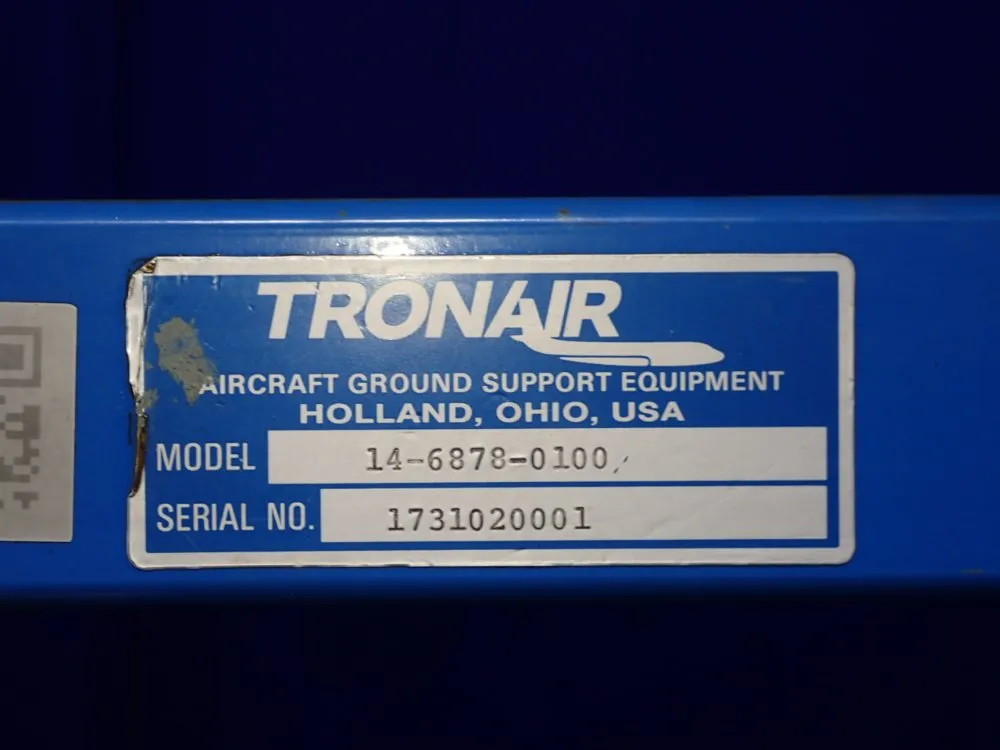 TRONAIR
AIRCRAFT GROUND SUPPORT EQUIPMENT
HOLLAND, OHIO, USA
MODEL 14-6878-0100
SERIAL NO. 1731020001